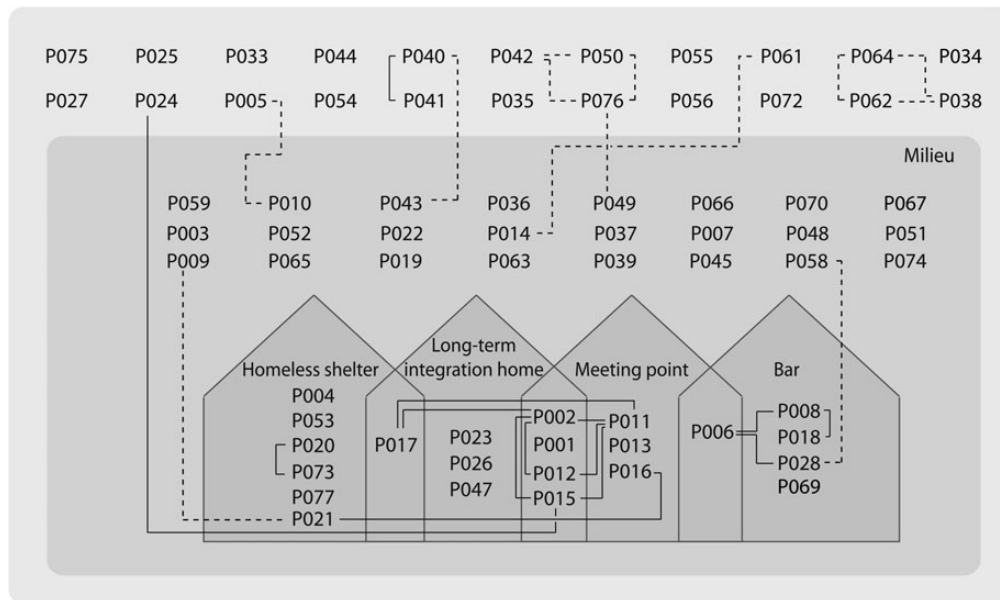 P075 P025 P033 P044 P040 P042 P050 P055 P061 P064 P034
P027 P024 P005 P054 P041 P035 P076 P056 P072 P062 P038
Milieu
P059 P010 P043 P036 P049 P066 P070 P067
P003 P052 P022 P014 P037 P007 P048 P051
P009 P065 P019 P063 P039 P045 P058 P074
Homeless shelter
P004
P053
P020
P073
P077
P021
P017
Long-term
integration home
P023
P026
P047
P002
P001
P012
P015
Meeting point
P011
P013
P016
P006
Bar
P008
P018
P028
P069